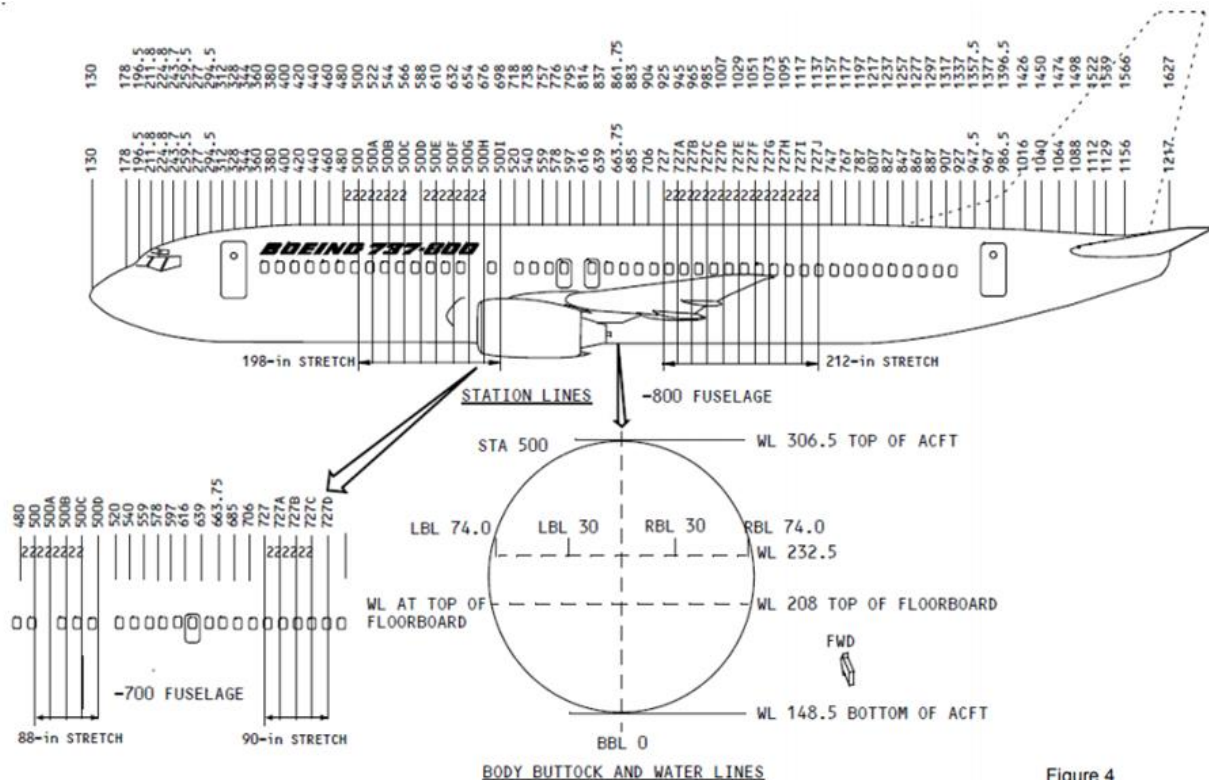 130 178 196.5 211.8 224.8 243.7 259.5 277 294.5 312 328 344 360 380 400 420 440 460 480 500 522 544 566 588 610 632 654 676 698 718 738 757 776 795 814 837 861.75 883 904 925 945 965 985 1007 1029 1051 1073 1095 1117 1137 1157 1177 1197 1217 1237 1257 1277 1297 1317 1337 1357.5 1377 1396.5 1426 1450 1474 1498 1522 1539 1566 1627
130 178 196.5 211.8 224.8 243.7 259.5 277 294.5 312 328 344 360 380 400 420 440 460 480 500 500A 500B 500C 500D 500E 500F 500G 500H 500I 520 540 559 578 597 616 639 663.75 685 706 727 727A 727B 727C 727D 727E 727F 727G 727H 727I 727J 747 767 787 807 827 847 867 887 907 927 947.5 967 986.5 1016 1040 1064 1088 1112 1129 1156 1217
BOEING 737-800
198-in STRETCH
212-in STRETCH
STATION LINES
-800 FUSELAGE
STA 500
WL 306.5 TOP OF ACFT
480 500 500A 500B 500C 500D 520 540 559 578 597 616 639 663.75 685 706 727 727A 727B 727C 727D
LBL 74.0
LBL 30
RBL 30
RBL 74.0
WL 232.5
WL AT TOP OF
FLOORBOARD
WL 208 TOP OF FLOORBOARD
FWD
-700 FUSELAGE
88-in STRETCH
90-in STRETCH
WL 148.5 BOTTOM OF ACFT
BBL 0
BODY BUTTOCK AND WATER LINES
Figure 4